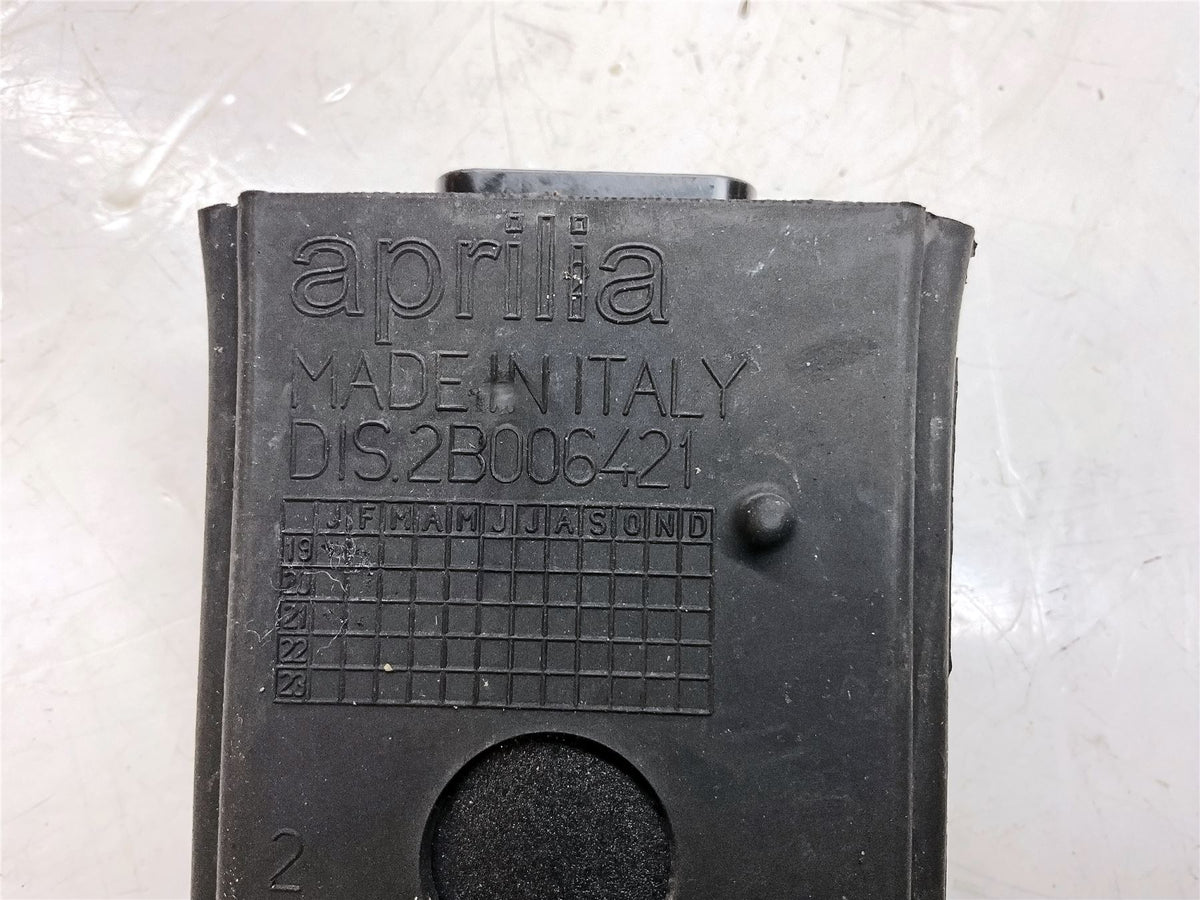 aprilia
MADE IN ITALY
DIS.2B006421
J F M A M J J A S O N D
19
20
21
22
23
2